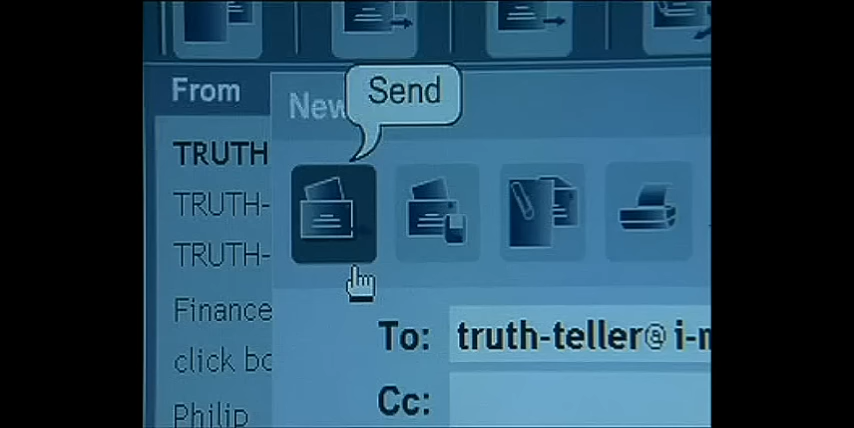 Send
From
New
TRUTH
TRUTH-
TRUTH-
Finance
click bo
Philip
To: truth-teller@i-m
Cc: